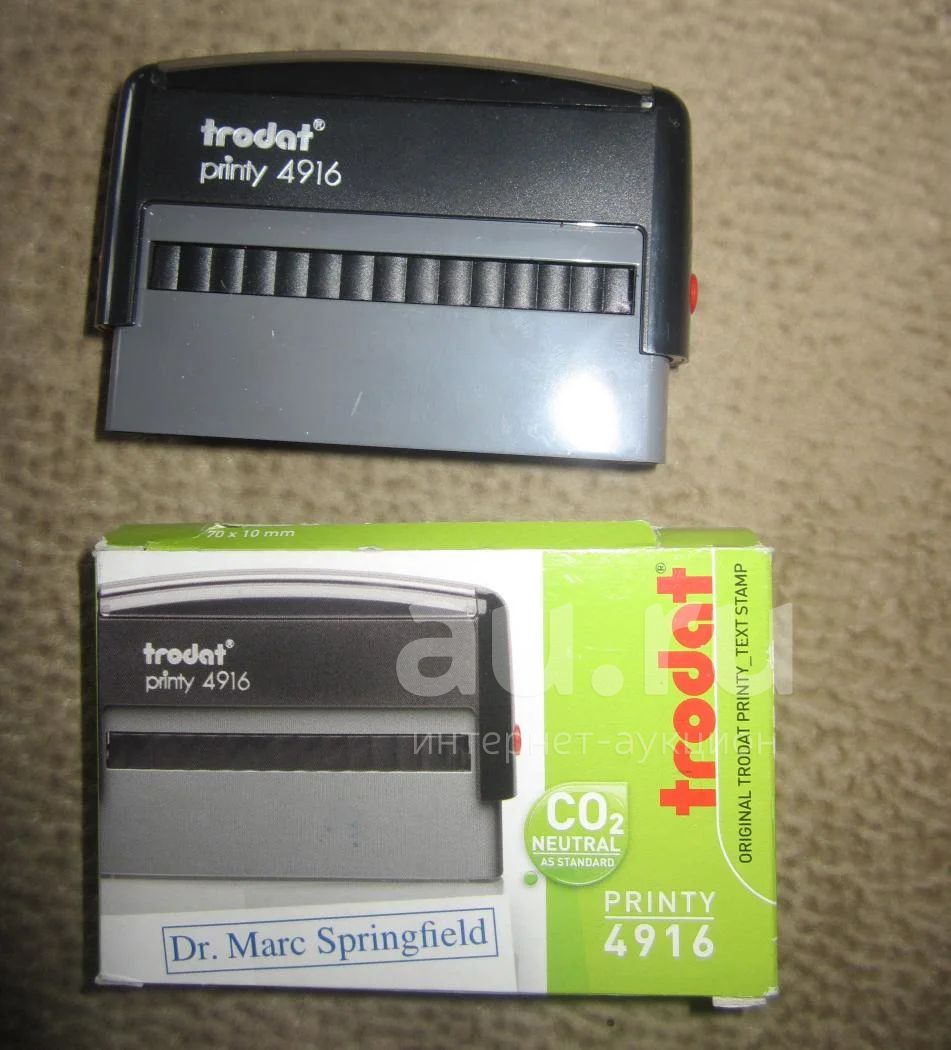 trodat®
printy 4916
70 x 10 mm
trodat®
printy 4916
au.ru
интернет-аукцион
trodat®
ORIGINAL TRODAT PRINTY_TEXT STAMP
CO₂
NEUTRAL
AS STANDARD
PRINTY
4916
Dr. Marc Springfield